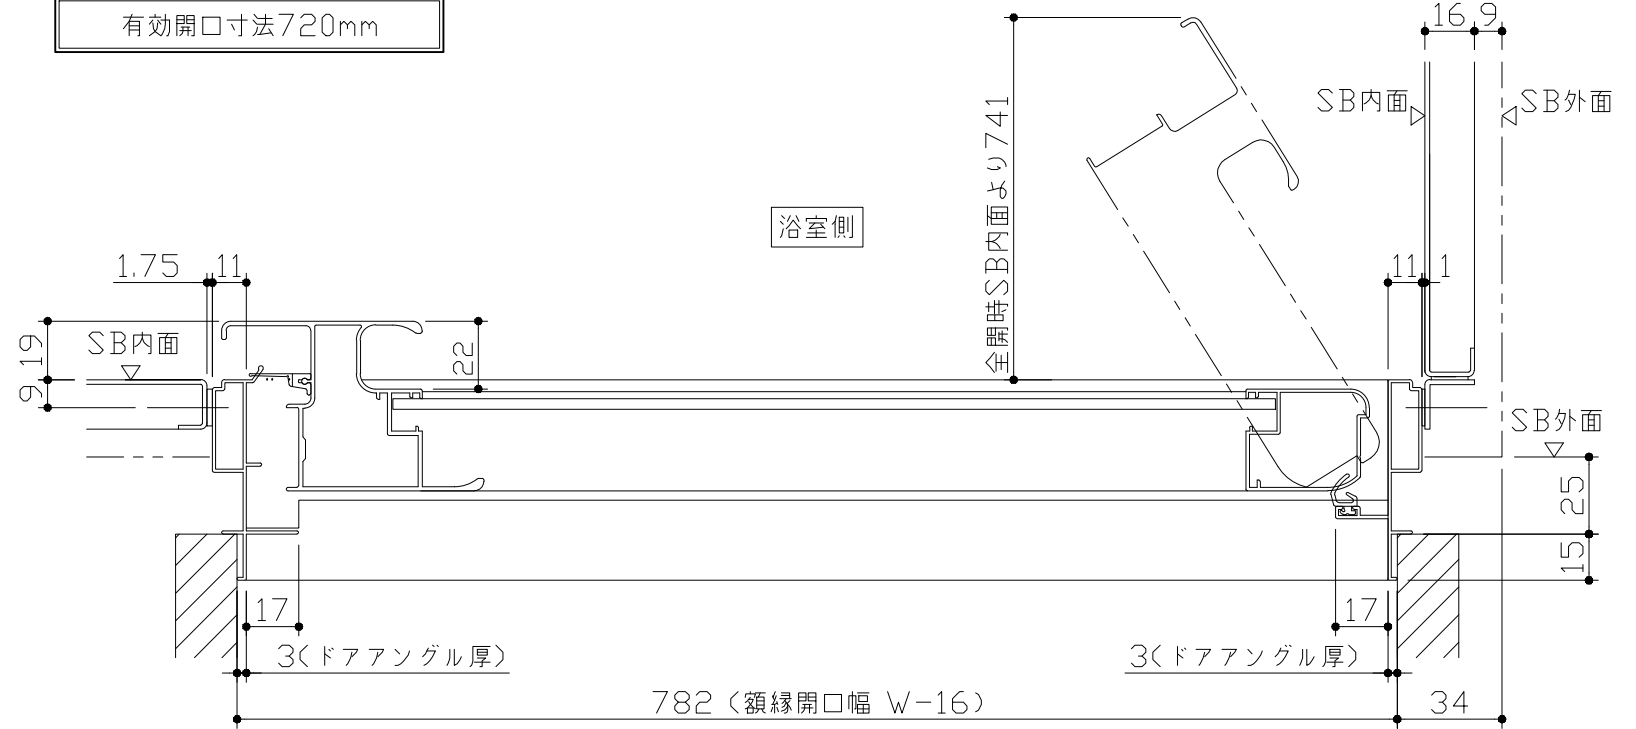 有効開口寸法720mm
16 9
SB内面
SB外面
全開時SB内面より741
浴室側
1.75 11
11 1
SB内面
19
9
22
SB外面
25
15
17
17
3(ドアアングル厚)
3(ドアアングル厚)
782 (額縁開口幅 W-16)
34